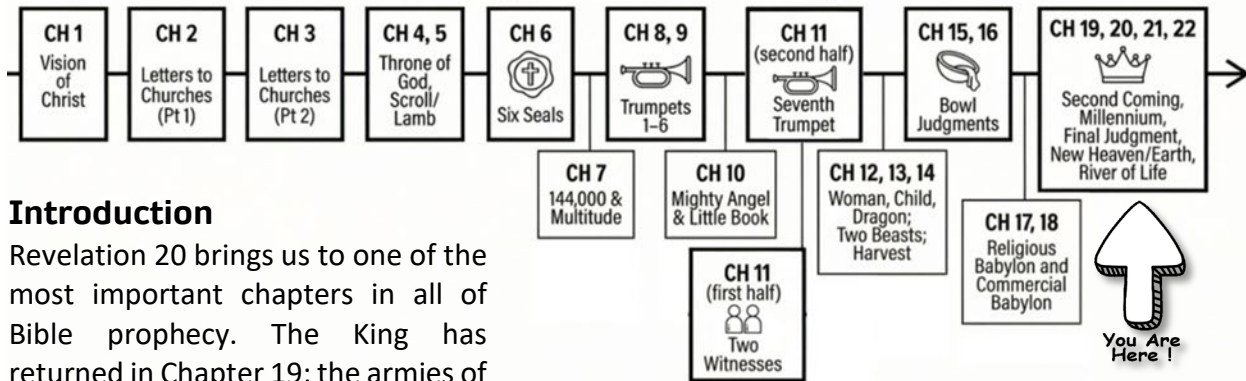 CH 1
Vision
of
Christ
CH 2
Letters to
Churches
(Pt 1)
CH 3
Letters to
Churches
(Pt 2)
CH 4, 5
Throne of
God,
Scroll/
Lamb
CH 6
Six Seals
CH 7
144,000 &
Multitude
CH 8, 9
Trumpets
1–6
CH 10
Mighty Angel
& Little Book
CH 11
(first half)
Two
Witnesses
CH 11
(second half)
Seventh
Trumpet
CH 12, 13, 14
Woman, Child,
Dragon;
Two Beasts;
Harvest
CH 15, 16
Bowl
Judgments
CH 17, 18
Religious
Babylon and
Commercial
Babylon
CH 19, 20, 21, 22
Second Coming,
Millennium,
Final Judgment,
New Heaven/Earth,
River of Life
You Are
Here !
Introduction
Revelation 20 brings us to one of the
most important chapters in all of
Bible prophecy. The King has
returned in Chapter 19; the armies of